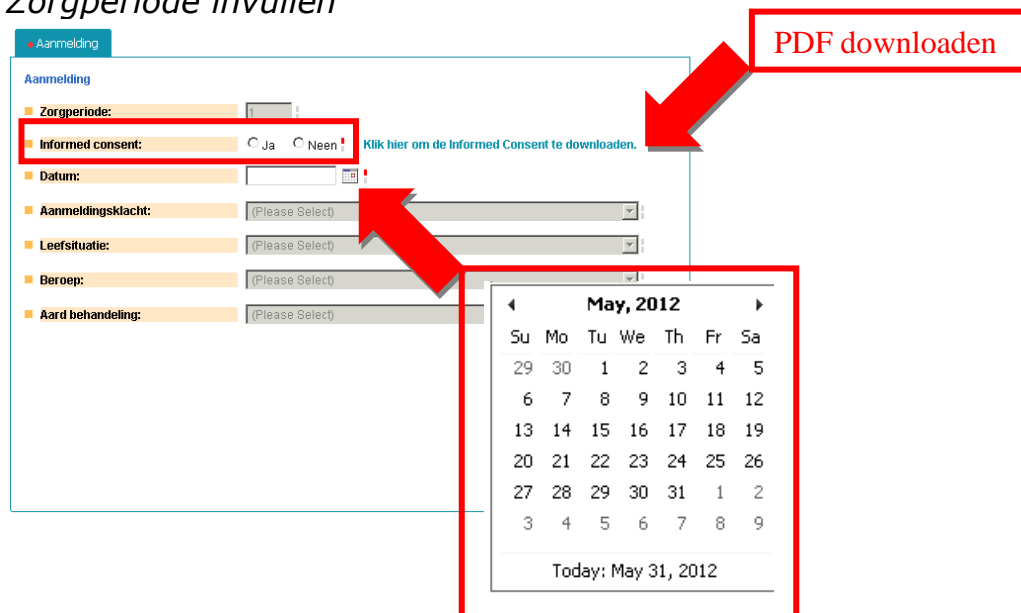 Zorgperiode invullen
Aanmelding
PDF downloaden
Aanmelding
Zorgperiode: 1
Informed consent: Ja Neen Klik hier om de Informed Consent te downloaden.
Datum:
Aanmeldingsklacht: (Please Select)
Leefsituatie: (Please Select)
Beroep: (Please Select)
Aard behandeling: (Please Select)
May, 2012
Su Mo Tu We Th Fr Sa
29 30 1 2 3 4 5
6 7 8 9 10 11 12
13 14 15 16 17 18 19
20 21 22 23 24 25 26
27 28 29 30 31 1 2
3 4 5 6 7 8 9
Today: May 31, 2012